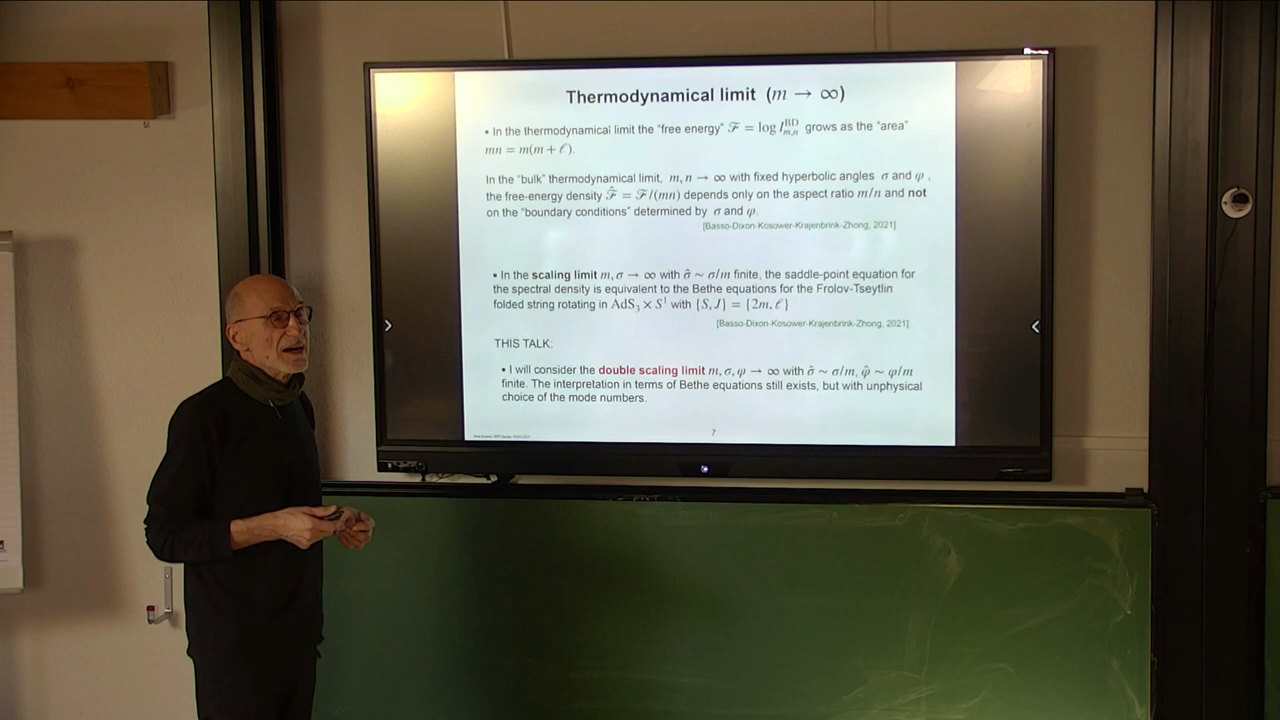 Thermodynamical limit (m → ∞)
• In the thermodynamical limit the "free energy" ℱ = log I^{BD}_{m,n} grows as the "area"
mn = m(m + ℓ).
In the "bulk" thermodynamical limit, m, n → ∞ with fixed hyperbolic angles σ and φ ,
the free-energy density ℱ̂ = ℱ/(mn) depends only on the aspect ratio m/n and not
on the "boundary conditions" determined by σ and φ.
[Basso-Dixon-Kosower-Krajenbrink-Zhong, 2021]
• In the scaling limit m, σ → ∞ with σ̂ ~ σ/m finite, the saddle-point equation for
the spectral density is equivalent to the Bethe equations for the Frolov-Tseytlin
folded string rotating in AdS₃ × S¹ with {S, J} = {2m, ℓ}
[Basso-Dixon-Kosower-Krajenbrink-Zhong, 2021]
THIS TALK:
• I will consider the double scaling limit m, σ, φ → ∞ with σ̂ ~ σ/m, φ̂ ~ φ/m
finite. The interpretation in terms of Bethe equations still exists, but with unphysical
choice of the mode numbers.
7